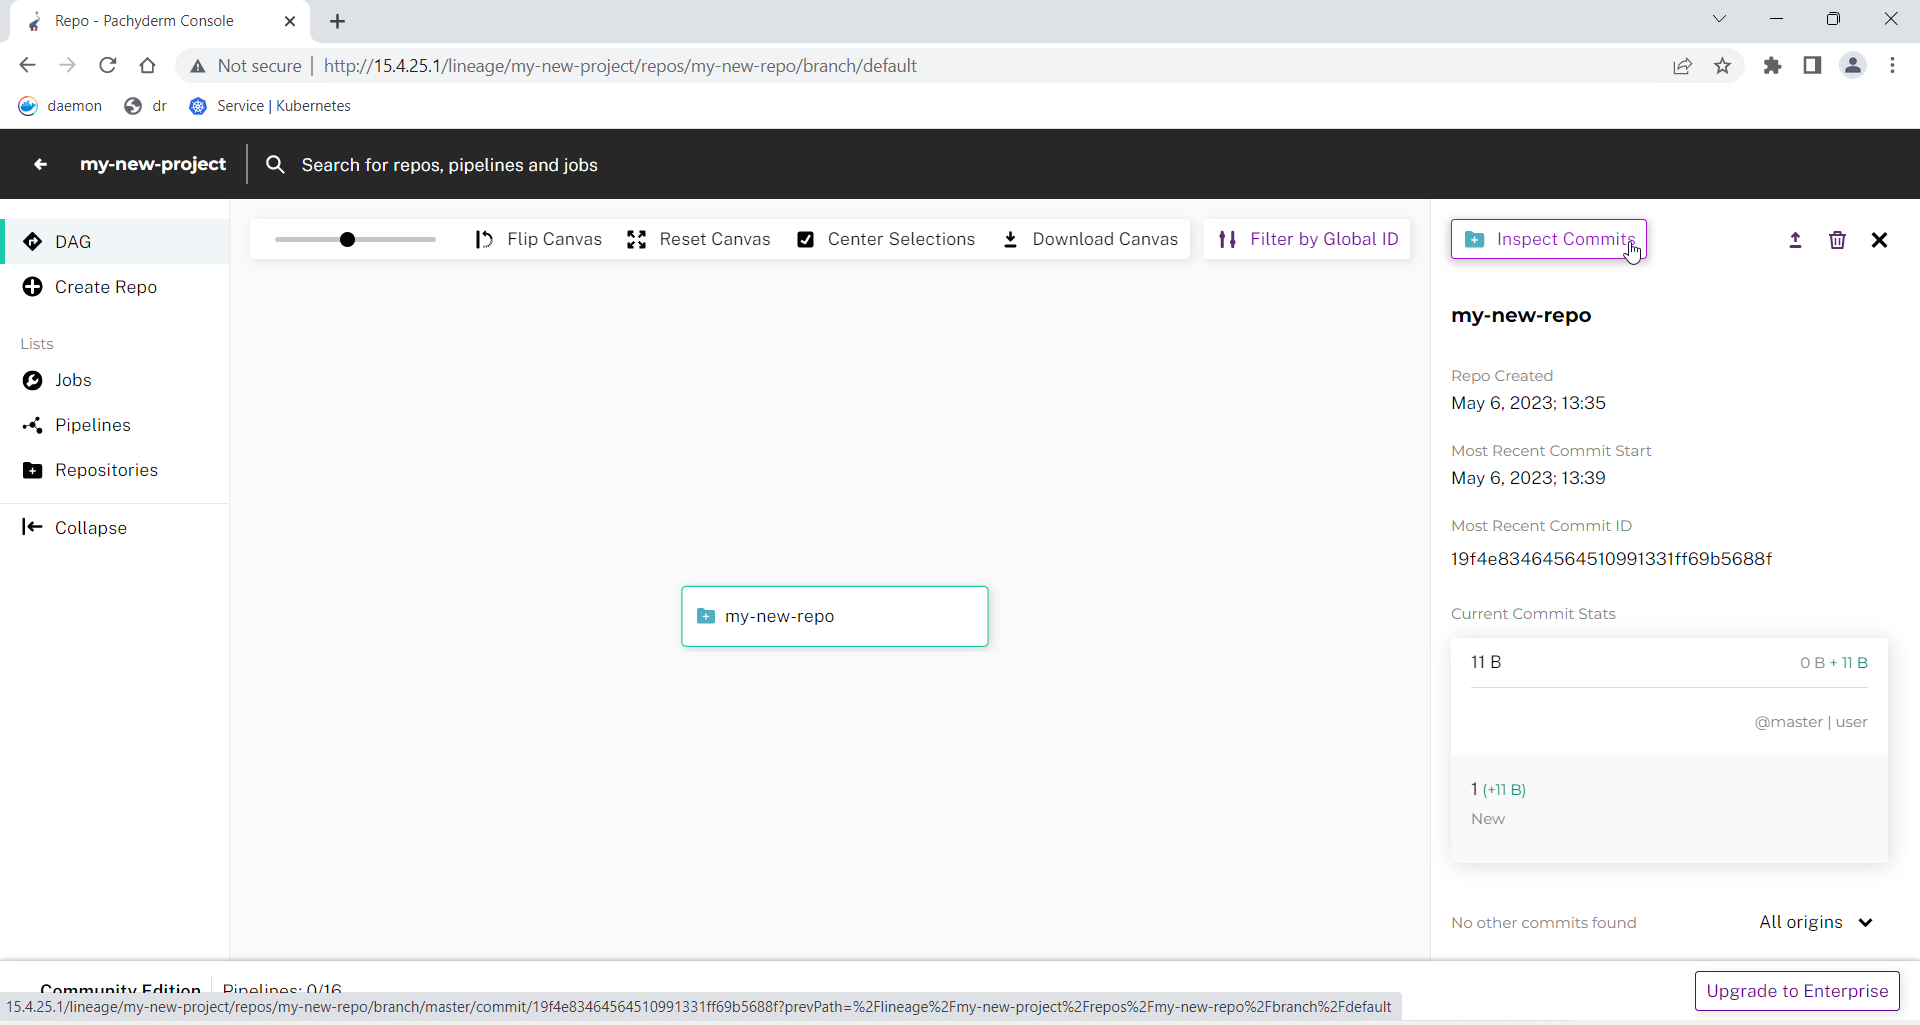 Repo - Pachyderm Console
Not secure | http://15.4.25.1/lineage/my-new-project/repos/my-new-repo/branch/default
daemon dr Service | Kubernetes
my-new-project Search for repos, pipelines and jobs
DAG
Create Repo
Lists
Jobs
Pipelines
Repositories
Collapse
Flip Canvas Reset Canvas Center Selections Download Canvas Filter by Global ID
my-new-repo
Inspect Commits
my-new-repo
Repo Created
May 6, 2023; 13:35
Most Recent Commit Start
May 6, 2023; 13:39
Most Recent Commit ID
19f4e83464564510991331ff69b5688f
Current Commit Stats
11 B 0 B + 11 B
@master | user
1 (+11 B)
New
No other commits found All origins
Community Edition Pipelines: 0/16
15.4.25.1/lineage/my-new-project/repos/my-new-repo/branch/master/commit/19f4e83464564510991331ff69b5688f?prevPath=%2Flineage%2Fmy-new-project%2Frepos%2Fmy-new-repo%2Fbranch%2Fdefault
Upgrade to Enterprise